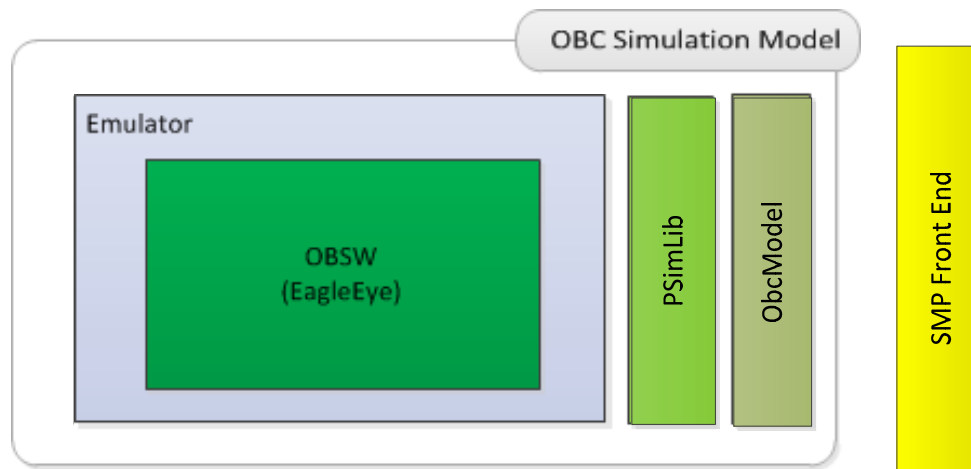 OBC Simulation Model
Emulator
OBSW
(EagleEye)
PSimLib
ObcModel
SMP Front End